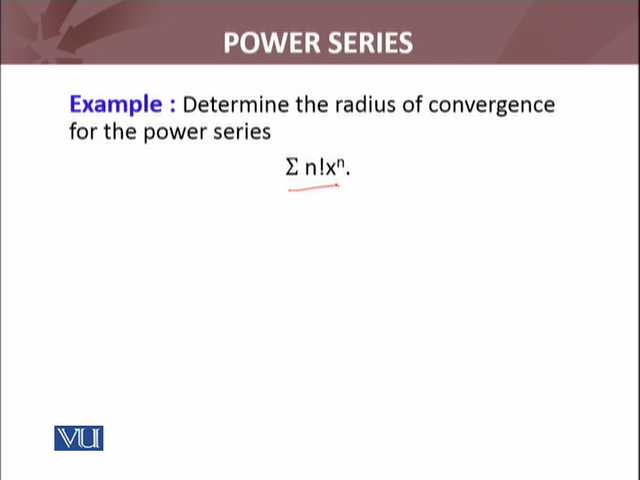 POWER SERIES
Example : Determine the radius of convergence
for the power series
Σ n!xⁿ.
VU